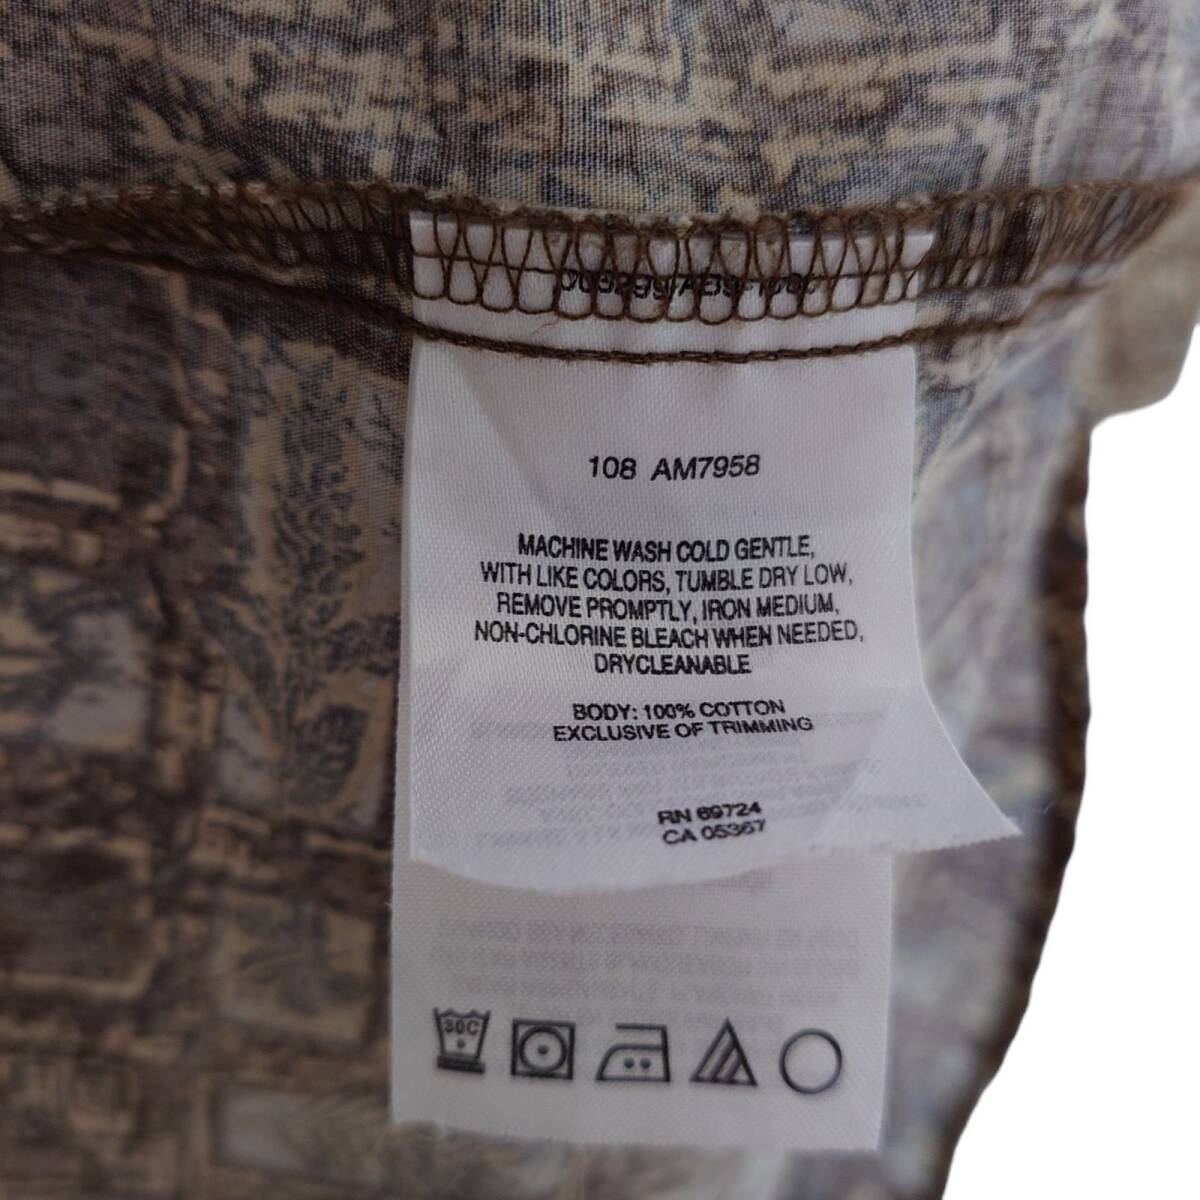 108 AM7958
MACHINE WASH COLD GENTLE,
WITH LIKE COLORS, TUMBLE DRY LOW,
REMOVE PROMPTLY, IRON MEDIUM,
NON-CHLORINE BLEACH WHEN NEEDED,
DRYCLEANABLE
BODY: 100% COTTON
EXCLUSIVE OF TRIMMING
RN 69724
CA 05367
30C